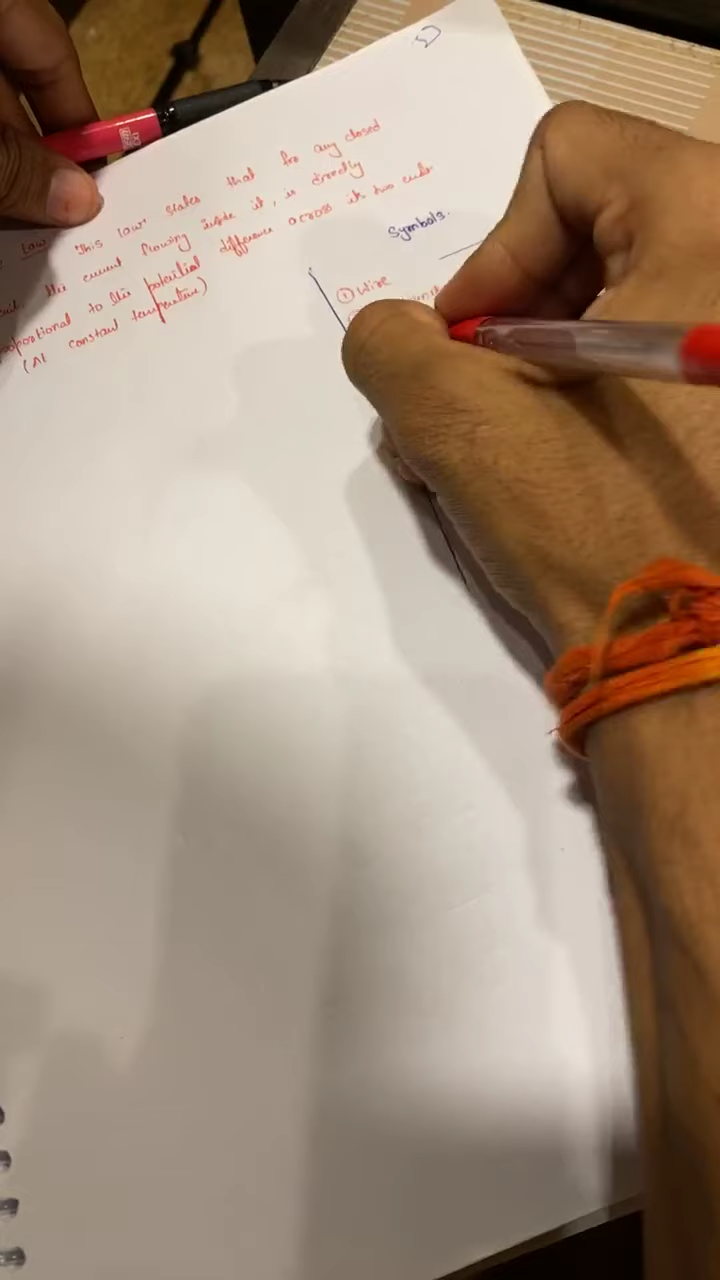 law "This law" states that for any closed
the current flowing inside it, is directly
proportional to the potential difference across its two ends.
(At constant temperature)
Symbols.
① Wire